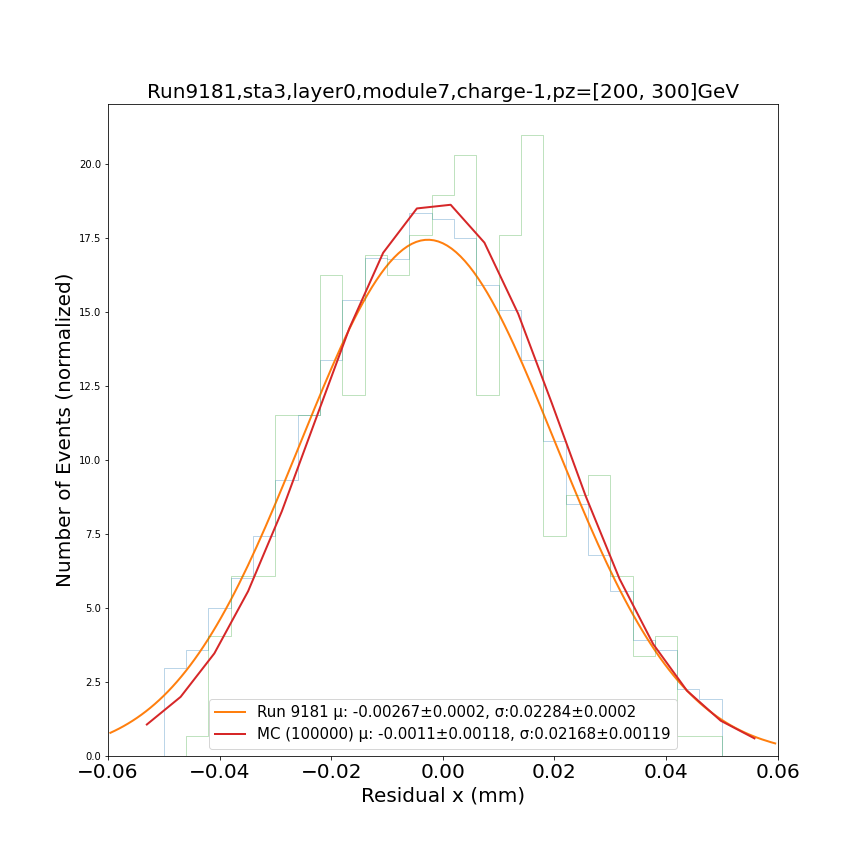 Run9181,sta3,layer0,module7,charge-1,pz=[200, 300]GeV
Number of Events (normalized)
20.0
17.5
15.0
12.5
10.0
7.5
5.0
2.5
0.0
Run 9181 μ: -0.00267±0.0002, σ:0.02284±0.0002
MC (100000) μ: -0.0011±0.00118, σ:0.02168±0.00119
−0.06 −0.04 −0.02 0.00 0.02 0.04 0.06
Residual x (mm)